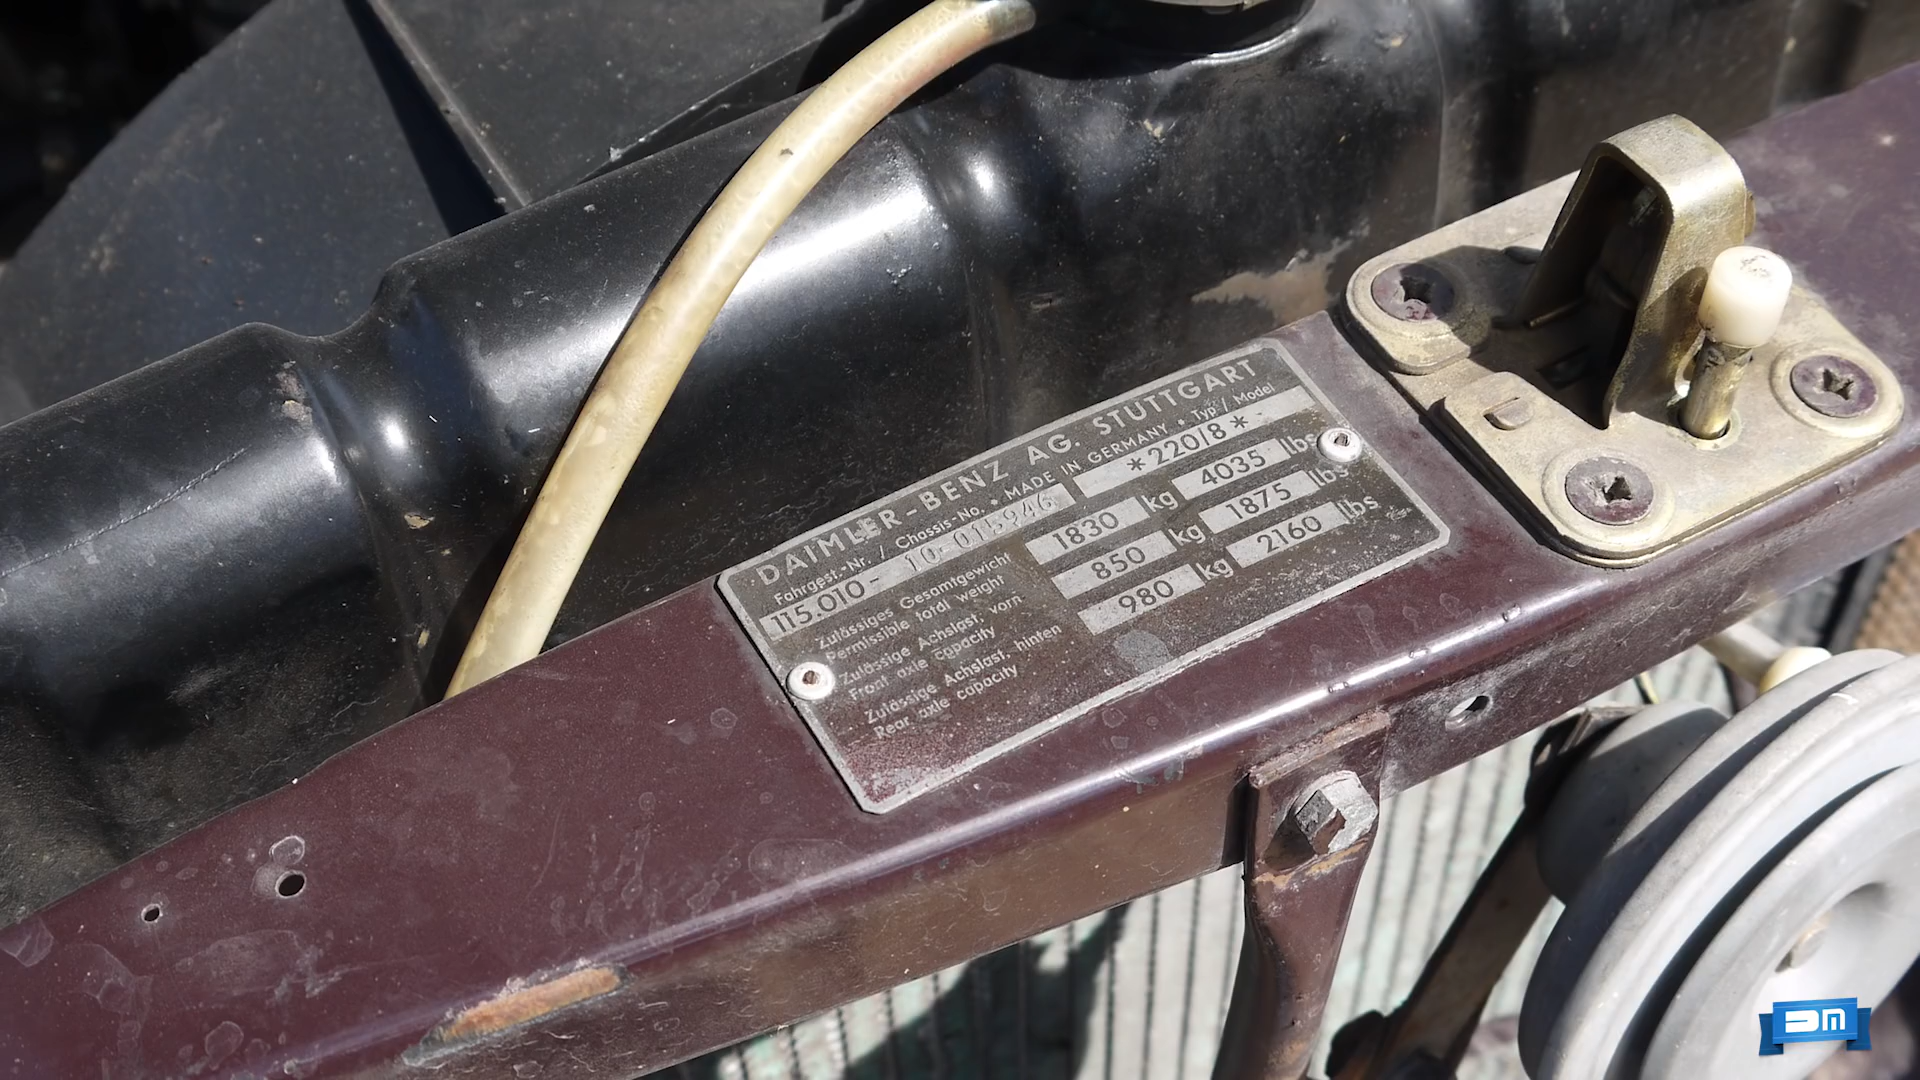 DAIMLER-BENZ AG. STUTTGART
Fahrgest.-Nr. / Chassis-No. • MADE IN GERMANY • Typ / Model
115.010- 10-015946 *220/8*
Zulässiges Gesamtgewicht 1830 kg 4035 lbs
Permissible total weight
Zulässige Achslast, vorn. 850 kg 1875 lbs
Front axle capacity
Zulässige Achslast hinten 980 kg 2160 lbs
Rear axle capacity